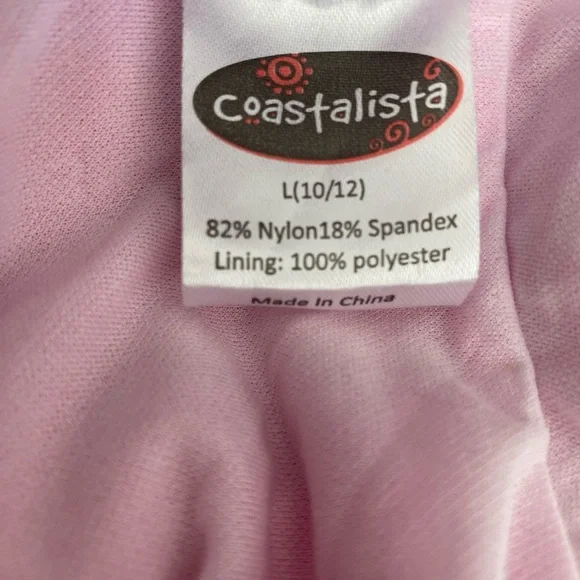 coastalista
L(10/12)
82% Nylon18% Spandex
Lining: 100% polyester
Made In China